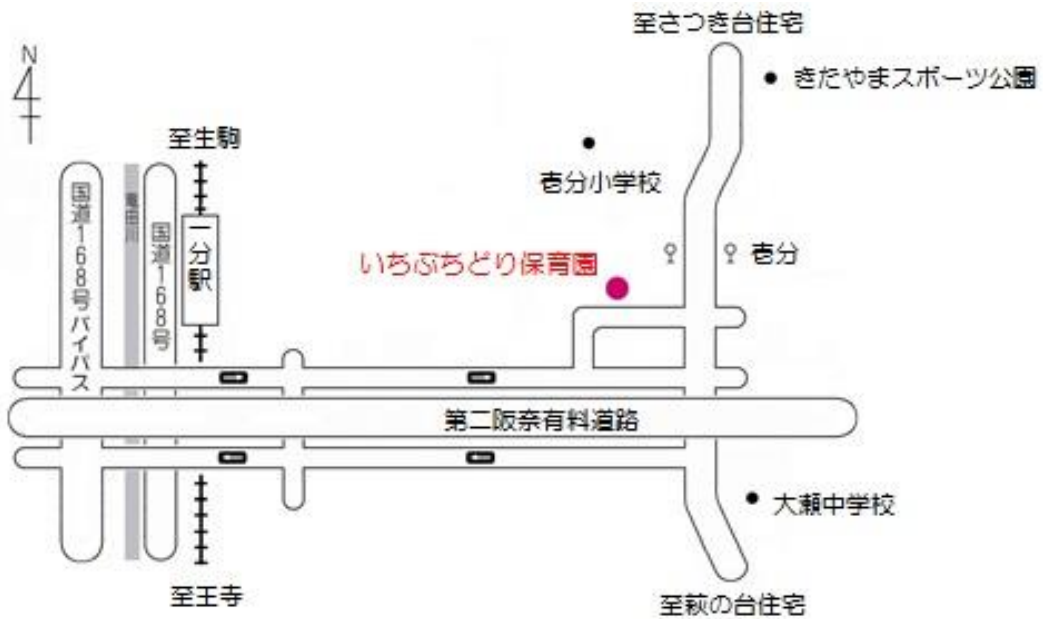 至さつき台住宅
N
きたやまスポーツ公園
至生駒
壱分小学校
国道168号バイパス
竜田川
国道168号
一分駅
いちぶちどり保育園
壱分
第二阪奈有料道路
大瀬中学校
至王寺
至萩の台住宅